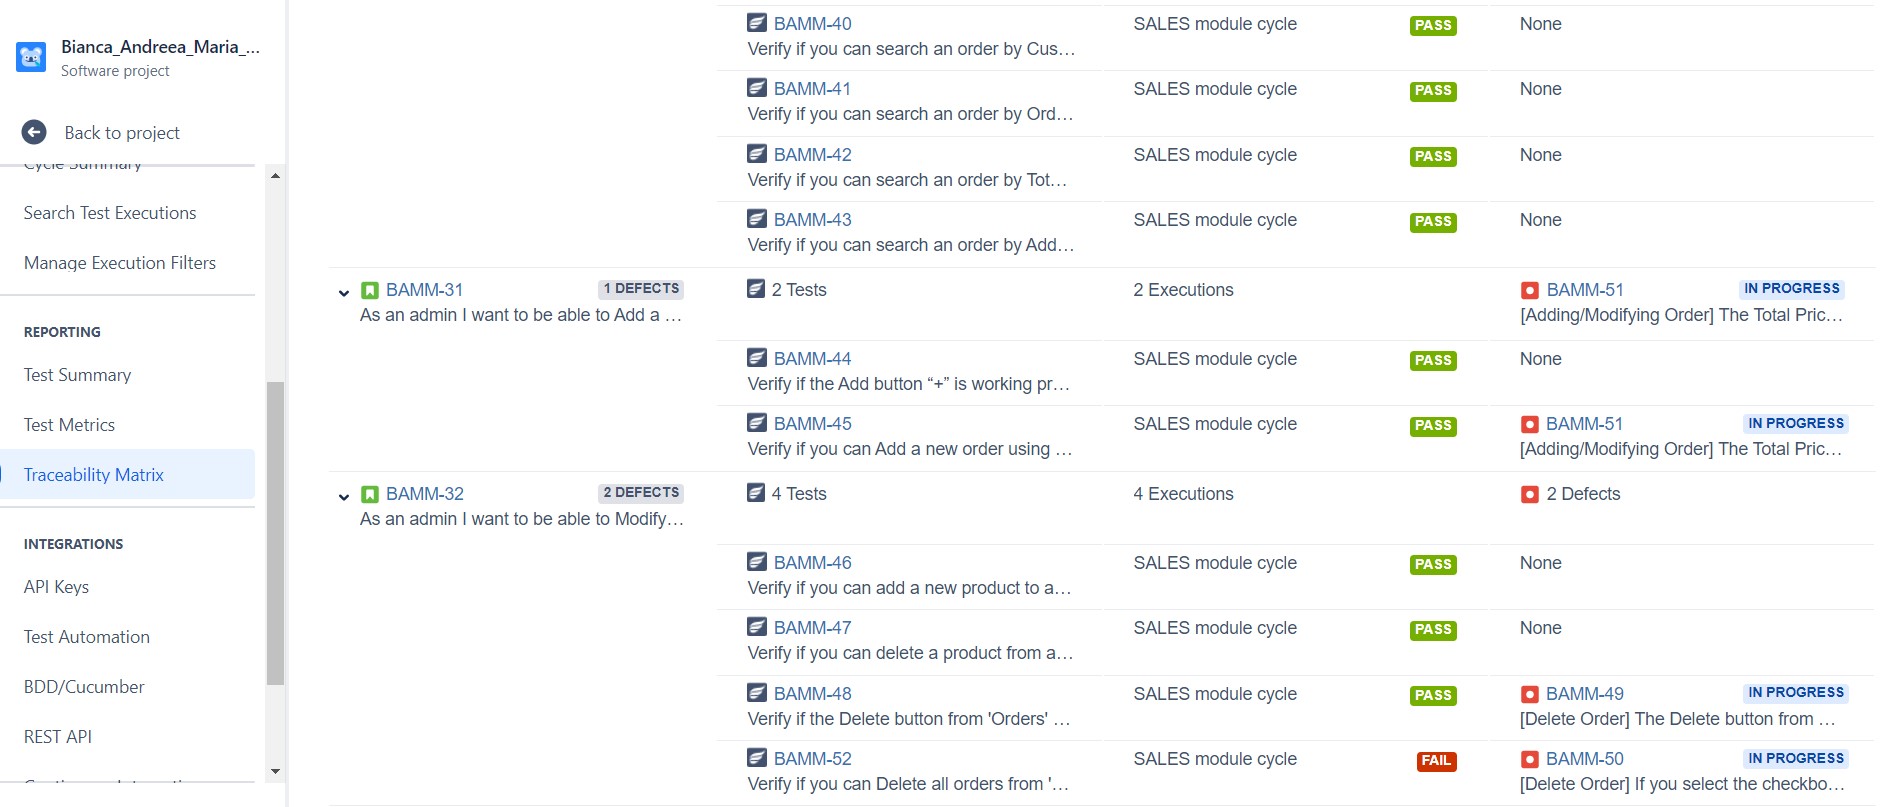 Bianca_Andreea_Maria_...
Software project
Back to project
Cycle Summary
Search Test Executions
Manage Execution Filters
REPORTING
Test Summary
Test Metrics
Traceability Matrix
INTEGRATIONS
API Keys
Test Automation
BDD/Cucumber
REST API
BAMM-40 SALES module cycle PASS None
Verify if you can search an order by Cus...
BAMM-41 SALES module cycle PASS None
Verify if you can search an order by Ord...
BAMM-42 SALES module cycle PASS None
Verify if you can search an order by Tot...
BAMM-43 SALES module cycle PASS None
Verify if you can search an order by Add...
BAMM-31 1 DEFECTS 2 Tests 2 Executions BAMM-51 IN PROGRESS
As an admin I want to be able to Add a ... [Adding/Modifying Order] The Total Pric...
BAMM-44 SALES module cycle PASS None
Verify if the Add button “+” is working pr...
BAMM-45 SALES module cycle PASS BAMM-51 IN PROGRESS
Verify if you can Add a new order using ... [Adding/Modifying Order] The Total Pric...
BAMM-32 2 DEFECTS 4 Tests 4 Executions 2 Defects
As an admin I want to be able to Modify...
BAMM-46 SALES module cycle PASS None
Verify if you can add a new product to a...
BAMM-47 SALES module cycle PASS None
Verify if you can delete a product from a...
BAMM-48 SALES module cycle PASS BAMM-49 IN PROGRESS
Verify if the Delete button from 'Orders' ... [Delete Order] The Delete button from ...
BAMM-52 SALES module cycle FAIL BAMM-50 IN PROGRESS
Verify if you can Delete all orders from '... [Delete Order] If you select the checkbo...